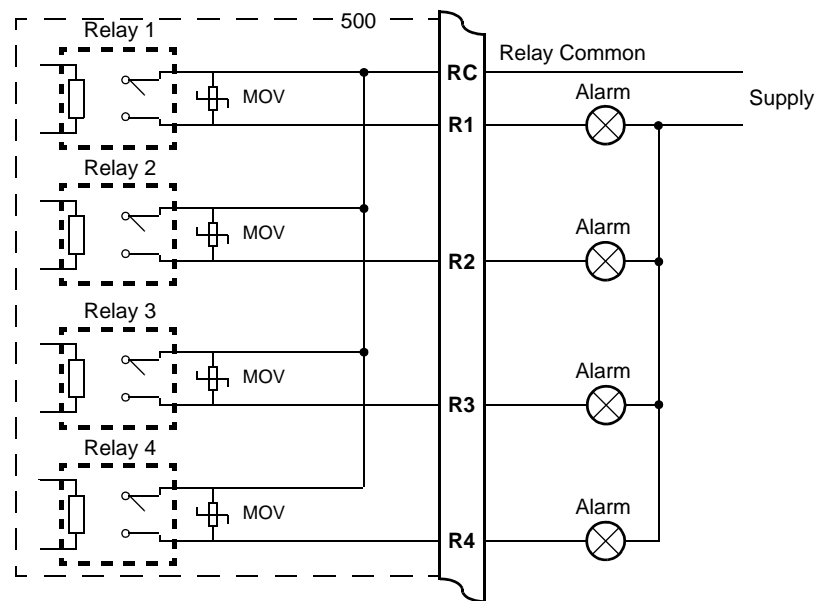 500
Relay 1
MOV
RC
Relay Common
Alarm
R1
Supply
Relay 2
MOV
Alarm
R2
Relay 3
MOV
Alarm
R3
Relay 4
MOV
Alarm
R4